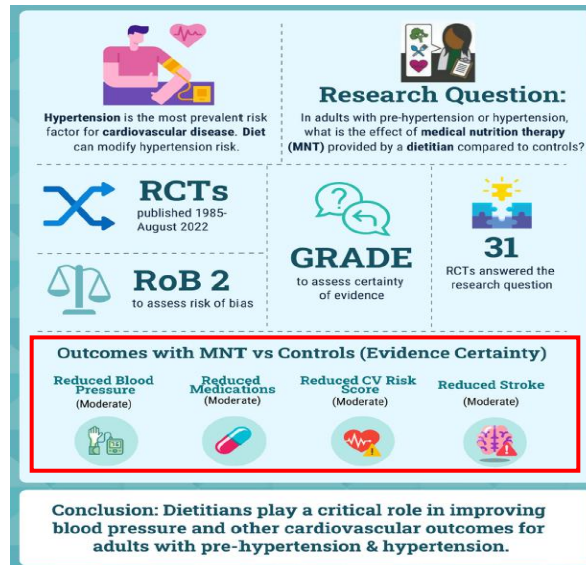 Hypertension is the most prevalent risk
factor for cardiovascular disease. Diet
can modify hypertension risk.
Research Question:
In adults with pre-hypertension or hypertension,
what is the effect of medical nutrition therapy
(MNT) provided by a dietitian compared to controls?
RCTs
published 1985-
August 2022
RoB 2
to assess risk of bias
GRADE
to assess certainty
of evidence
31
RCTs answered the
research question
Outcomes with MNT vs Controls (Evidence Certainty)
Reduced Blood
Pressure
(Moderate)
Reduced
Medications
(Moderate)
Reduced CV Risk
Score
(Moderate)
Reduced Stroke
(Moderate)
Conclusion: Dietitians play a critical role in improving
blood pressure and other cardiovascular outcomes for
adults with pre-hypertension & hypertension.